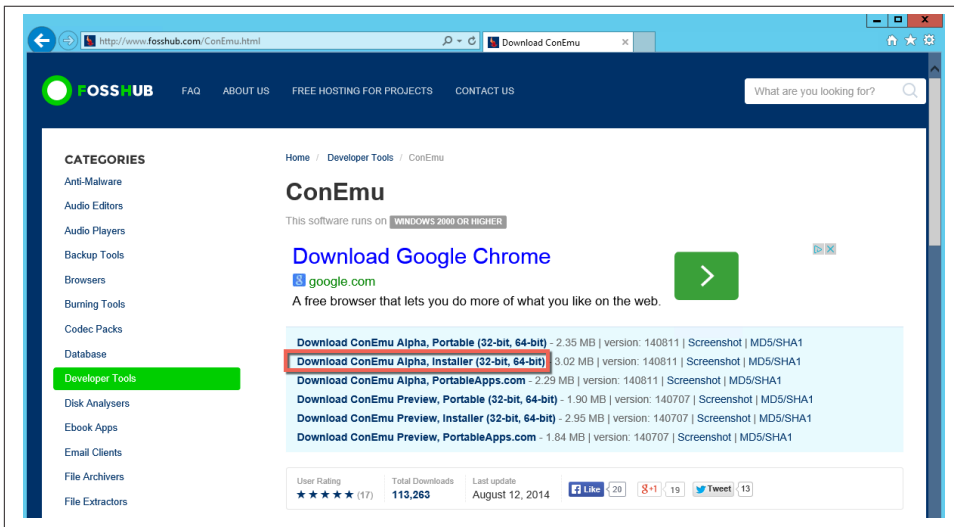 http://www.fosshub.com/ConEmu.html
Download ConEmu
FOSSHUB
FAQ ABOUT US FREE HOSTING FOR PROJECTS CONTACT US
What are you looking for?
CATEGORIES
Anti-Malware
Audio Editors
Audio Players
Backup Tools
Browsers
Burning Tools
Codec Packs
Database
Developer Tools
Disk Analysers
Ebook Apps
Email Clients
File Archivers
File Extractors
Home / Developer Tools / ConEmu
ConEmu
This software runs on WINDOWS 2000 OR HIGHER
Download Google Chrome
8 google.com
A free browser that lets you do more of what you like on the web.
Download ConEmu Alpha, Portable (32-bit, 64-bit) - 2.35 MB | version: 140811 | Screenshot | MD5/SHA1
Download ConEmu Alpha, Installer (32-bit, 64-bit) 3.02 MB | version: 140811 | Screenshot | MD5/SHA1
Download ConEmu Alpha, PortableApps.com - 2.29 MB | version: 140811 | Screenshot | MD5/SHA1
Download ConEmu Preview, Portable (32-bit, 64-bit) - 1.90 MB | version: 140707 | Screenshot | MD5/SHA1
Download ConEmu Preview, Installer (32-bit, 64-bit) - 2.95 MB | version: 140707 | Screenshot | MD5/SHA1
Download ConEmu Preview, PortableApps.com - 1.84 MB | version: 140707 | Screenshot | MD5/SHA1
User Rating Total Downloads Last update
★★★★★ (17) 113,263 August 12, 2014 f Like 20 8+1 19 Tweet 13